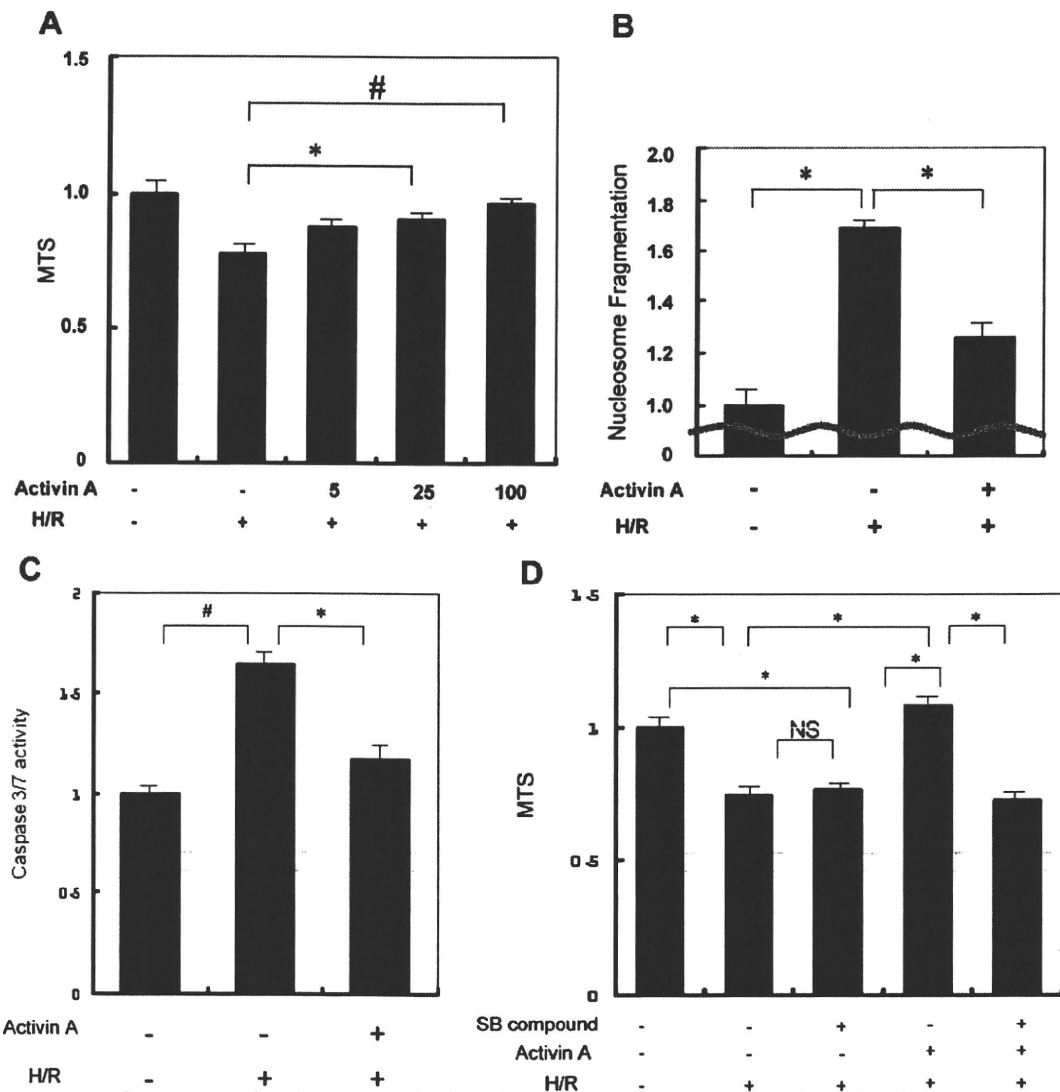 A
1.5
#
*
1.0
MTS
0.5
0
Activin A - - 5 25 100
H/R - + + + +
B
2.0
* *
1.8
1.6
1.4
1.2
1.0
0
Nucleosome Fragmentation
Activin A - - +
H/R - + +
C
2
# *
1.5
1
0.5
0
Caspase 3/7 activity
Activin A - - +
H/R - + +
D
1.5
* * *
*
*
NS
1
MTS
0.5
0
SB compound - - + - +
Activin A - - - + +
H/R - + + + +